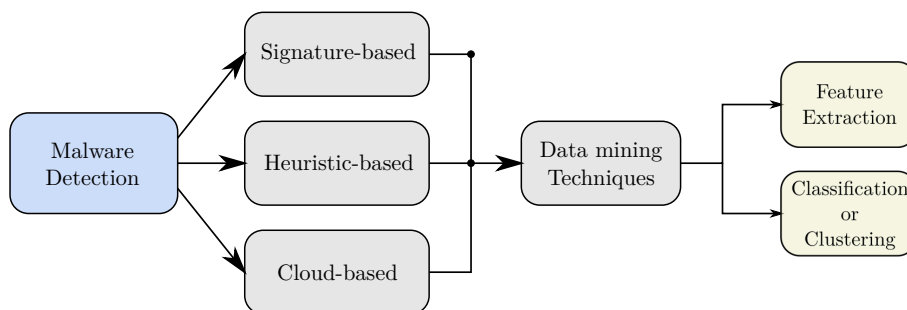 Signature-based
Malware
Detection
Heuristic-based
Cloud-based
Data mining
Techniques
Feature
Extraction
Classification
or
Clustering